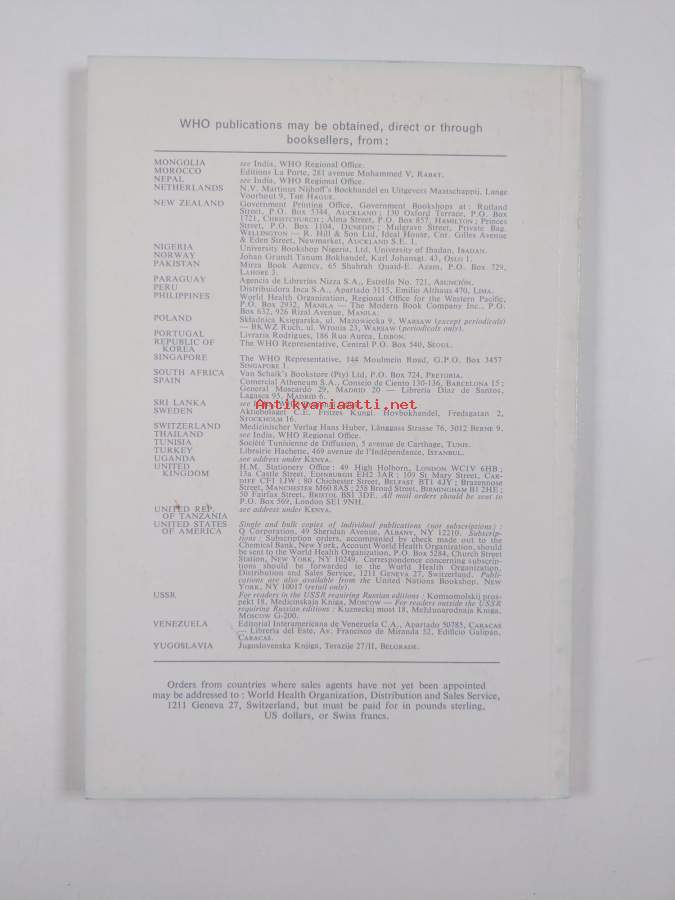 WHO publications may be obtained, direct or through
booksellers, from :
MONGOLIA see India, WHO Regional Office.
MOROCCO Editions La Porte, 281 avenue Mohammed V, RABAT.
NEPAL see India, WHO Regional Office.
NETHERLANDS N.V. Martinus Nijhoff's Boekhandel en Uitgevers Maatschappij, Lange
Voorhout 9, THE HAGUE.
NEW ZEALAND Government Printing Office, Government Bookshops at : Rutland
Street, P.O. Box 5344, AUCKLAND ; 130 Oxford Terrace, P.O. Box
1721, CHRISTCHURCH ; Alma Street, P.O. Box 857, HAMILTON ; Princes
Street, P.O. Box 1104, DUNEDIN ; Mulgrave Street, Private Bag,
WELLINGTON — R. Hill & Son Ltd, Ideal House, Cnr. Gillies Avenue
& Eden Street, Newmarket, AUCKLAND S.E. 1.
NIGERIA University Bookshop Nigeria, Ltd, University of Ibadan, IBADAN.
NORWAY Johan Grundt Tanum Bokhandel, Karl Johansgt. 43, OSLO 1.
PAKISTAN Mirza Book Agency, 65 Shahrah Quaid-E. Azam, P.O. Box 729,
LAHORE 3.
PARAGUAY Agencia de Librerías Nizza S.A., Estrella No. 721, ASUNCIÓN.
PERU Distribuidora Inca S.A., Apartado 3115, Emilio Althaus 470, LIMA.
PHILIPPINES World Health Organization, Regional Office for the Western Pacific,
P.O. Box 2932, MANILA — The Modern Book Company Inc., P.O.
Box 632, 926 Rizal Avenue, MANILA.
POLAND Składnica Księgarska, ul. Mazowiecka 9, WARSAW (except periodicals)
— BKWZ Ruch, ul. Wronia 23, WARSAW (periodicals only).
PORTUGAL Livraria Rodrigues, 186 Rua Aurea, LISBON.
REPUBLIC OF
KOREA The WHO Representative, Central P.O. Box 540, SEOUL.
SINGAPORE The WHO Representative, 144 Moulmein Road, G.P.O. Box 3457
SINGAPORE 1.
SOUTH AFRICA Van Schaik's Bookstore (Pty) Ltd, P.O. Box 724, PRETORIA.
SPAIN Comercial Atheneum S.A., Consejo de Ciento 130-136, BARCELONA 15 ;
General Moscardó 29, MADRID 20 — Librería Díaz de Santos,
Lagasca 95, MADRID 6.
SRI LANKA see India, WHO Regional Office.
Antikvariaatti.net
SWEDEN Aktiebolaget C.E. Fritzes Kungl. Hovbokhandel, Fredsgatan 2,
STOCKHOLM 16.
SWITZERLAND Medizinischer Verlag Hans Huber, Länggass Strasse 76, 3012 BERNE 9.
THAILAND see India, WHO Regional Office.
TUNISIA Société Tunisienne de Diffusion, 5 avenue de Carthage, TUNIS.
TURKEY Librairie Hachette, 469 avenue de l'Indépendance, ISTANBUL.
UGANDA see address under KENYA.
UNITED
KINGDOM H.M. Stationery Office : 49 High Holborn, LONDON WC1V 6HB ;
13a Castle Street, EDINBURGH EH2 3AR ; 109 St Mary Street, CAR-
DIFF CF1 1JW ; 80 Chichester Street, BELFAST BT1 4JY ; Brazennose
Street, MANCHESTER M60 8AS ; 258 Broad Street, BIRMINGHAM B1 2HE ;
50 Fairfax Street, BRISTOL BS1 3DE. All mail orders should be sent to
P.O. Box 569, London SE1 9NH.
UNITED REP.
OF TANZANIA see address under KENYA.
UNITED STATES
OF AMERICA Single and bulk copies of individual publications (not subscriptions) :
Q Corporation, 49 Sheridan Avenue, ALBANY, NY 12210. Subscrip-
tions : Subscription orders, accompanied by check made out to the
Chemical Bank, New York, Account World Health Organization, should
be sent to the World Health Organization, P.O. Box 5284, Church Street
Station, NEW YORK, NY 10249. Correspondence concerning subscrip-
tions should be forwarded to the World Health Organization,
Distribution and Sales Service, 1211 GENEVA 27, Switzerland. Publi-
cations are also available from the United Nations Bookshop, NEW
YORK, NY 10017 (retail only).
USSR For readers in the USSR requiring Russian editions : Komsomolskij pros-
pekt 18, Medicinskaja Kniga, MOSCOW — For readers outside the USSR
requiring Russian editions : Kuzneckij most 18, Meždunarodnaja Kniga,
MOSCOW G-200.
VENEZUELA Editorial Interamericana de Venezuela C.A., Apartado 50785, CARACAS
— Librería del Este, Av. Francisco de Miranda 52, Edificio Galipán,
CARACAS.
YUGOSLAVIA Jugoslovenska Knjiga, Terazije 27/II, BELGRADE.
Orders from countries where sales agents have not yet been appointed
may be addressed to : World Health Organization, Distribution and Sales Service,
1211 Geneva 27, Switzerland, but must be paid for in pounds sterling,
US dollars, or Swiss francs.